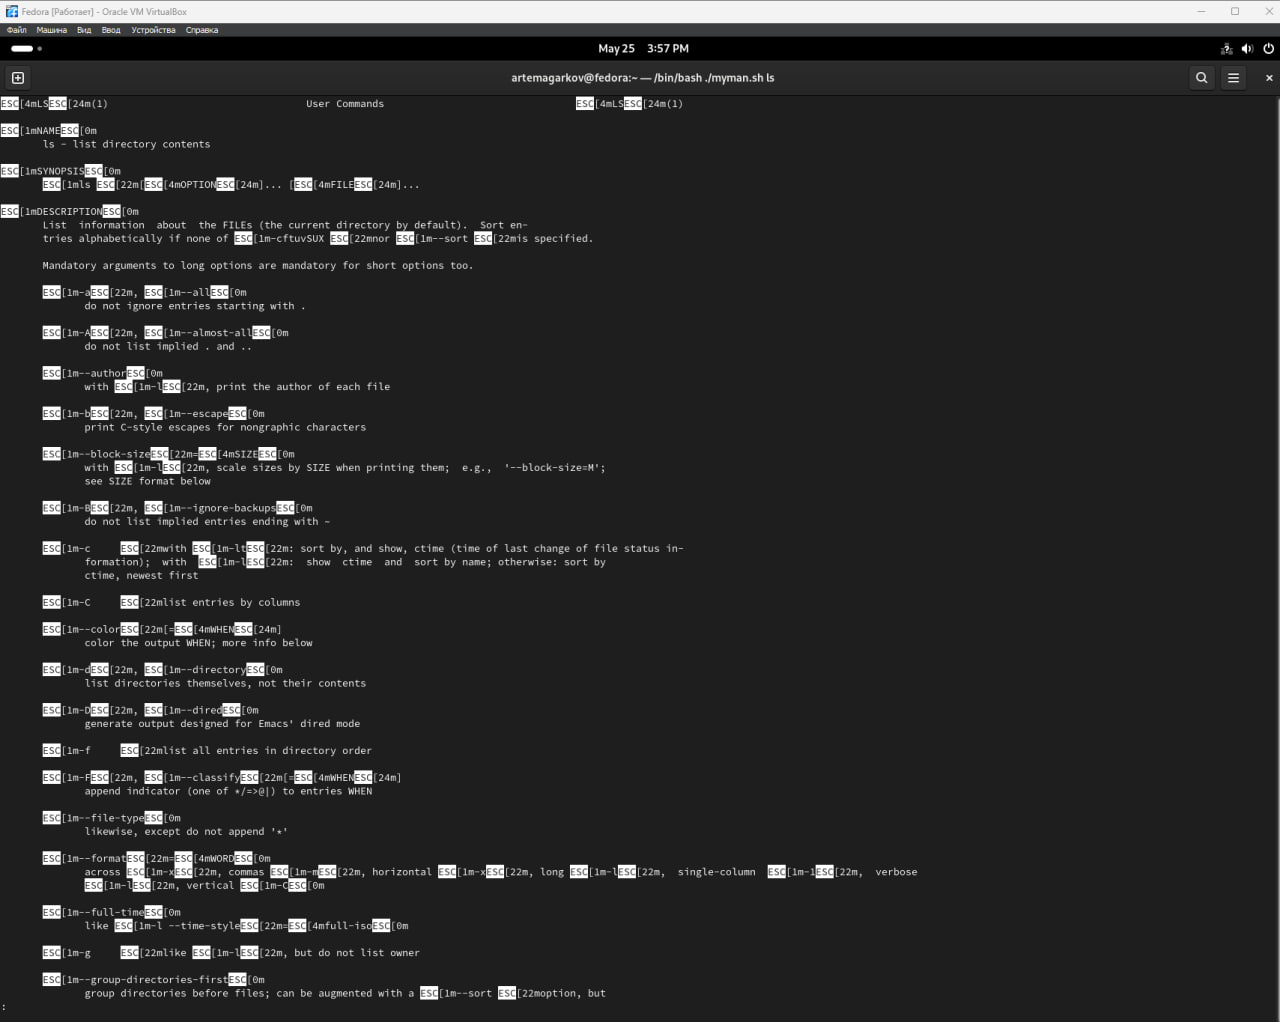 Fedora [Работает] - Oracle VM VirtualBox
Файл Машина Вид Ввод Устройства Справка
May 25 3:57 PM
artemagarkov@fedora:~ — /bin/bash ./myman.sh ls
ESC[4mLSESC[24m(1) User Commands ESC[4mLSESC[24m(1)
ESC[1mNAMEESC[0m
ls - list directory contents
ESC[1mSYNOPSISESC[0m
ESC[1mls ESC[22m[ESC[4mOPTIONESC[24m]... [ESC[4mFILEESC[24m]...
ESC[1mDESCRIPTIONESC[0m
List information about the FILEs (the current directory by default). Sort en-
tries alphabetically if none of ESC[1m-cftuvSUX ESC[22mnor ESC[1m--sort ESC[22mis specified.
Mandatory arguments to long options are mandatory for short options too.
ESC[1m-aESC[22m, ESC[1m--allESC[0m
do not ignore entries starting with .
ESC[1m-AESC[22m, ESC[1m--almost-allESC[0m
do not list implied . and ..
ESC[1m--authorESC[0m
with ESC[1m-lESC[22m, print the author of each file
ESC[1m-bESC[22m, ESC[1m--escapeESC[0m
print C-style escapes for nongraphic characters
ESC[1m--block-sizeESC[22m=ESC[4mSIZEESC[0m
with ESC[1m-lESC[22m, scale sizes by SIZE when printing them; e.g., '--block-size=M';
see SIZE format below
ESC[1m-BESC[22m, ESC[1m--ignore-backupsESC[0m
do not list implied entries ending with ~
ESC[1m-c ESC[22mwith ESC[1m-ltESC[22m: sort by, and show, ctime (time of last change of file status in-
formation); with ESC[1m-lESC[22m: show ctime and sort by name; otherwise: sort by
ctime, newest first
ESC[1m-C ESC[22mlist entries by columns
ESC[1m--colorESC[22m[=ESC[4mWHENESC[24m]
color the output WHEN; more info below
ESC[1m-dESC[22m, ESC[1m--directoryESC[0m
list directories themselves, not their contents
ESC[1m-DESC[22m, ESC[1m--diredESC[0m
generate output designed for Emacs' dired mode
ESC[1m-f ESC[22mlist all entries in directory order
ESC[1m-FESC[22m, ESC[1m--classifyESC[22m[=ESC[4mWHENESC[24m]
append indicator (one of */=>@|) to entries WHEN
ESC[1m--file-typeESC[0m
likewise, except do not append '*'
ESC[1m--formatESC[22m=ESC[4mWORDESC[0m
across ESC[1m-xESC[22m, commas ESC[1m-mESC[22m, horizontal ESC[1m-xESC[22m, long ESC[1m-lESC[22m, single-column ESC[1m-1ESC[22m, verbose
ESC[1m-lESC[22m, vertical ESC[1m-CESC[0m
ESC[1m--full-timeESC[0m
like ESC[1m-l --time-styleESC[22m=ESC[4mfull-isoESC[0m
ESC[1m-g ESC[22mlike ESC[1m-lESC[22m, but do not list owner
ESC[1m--group-directories-firstESC[0m
group directories before files; can be augmented with a ESC[1m--sort ESC[22moption, but
: